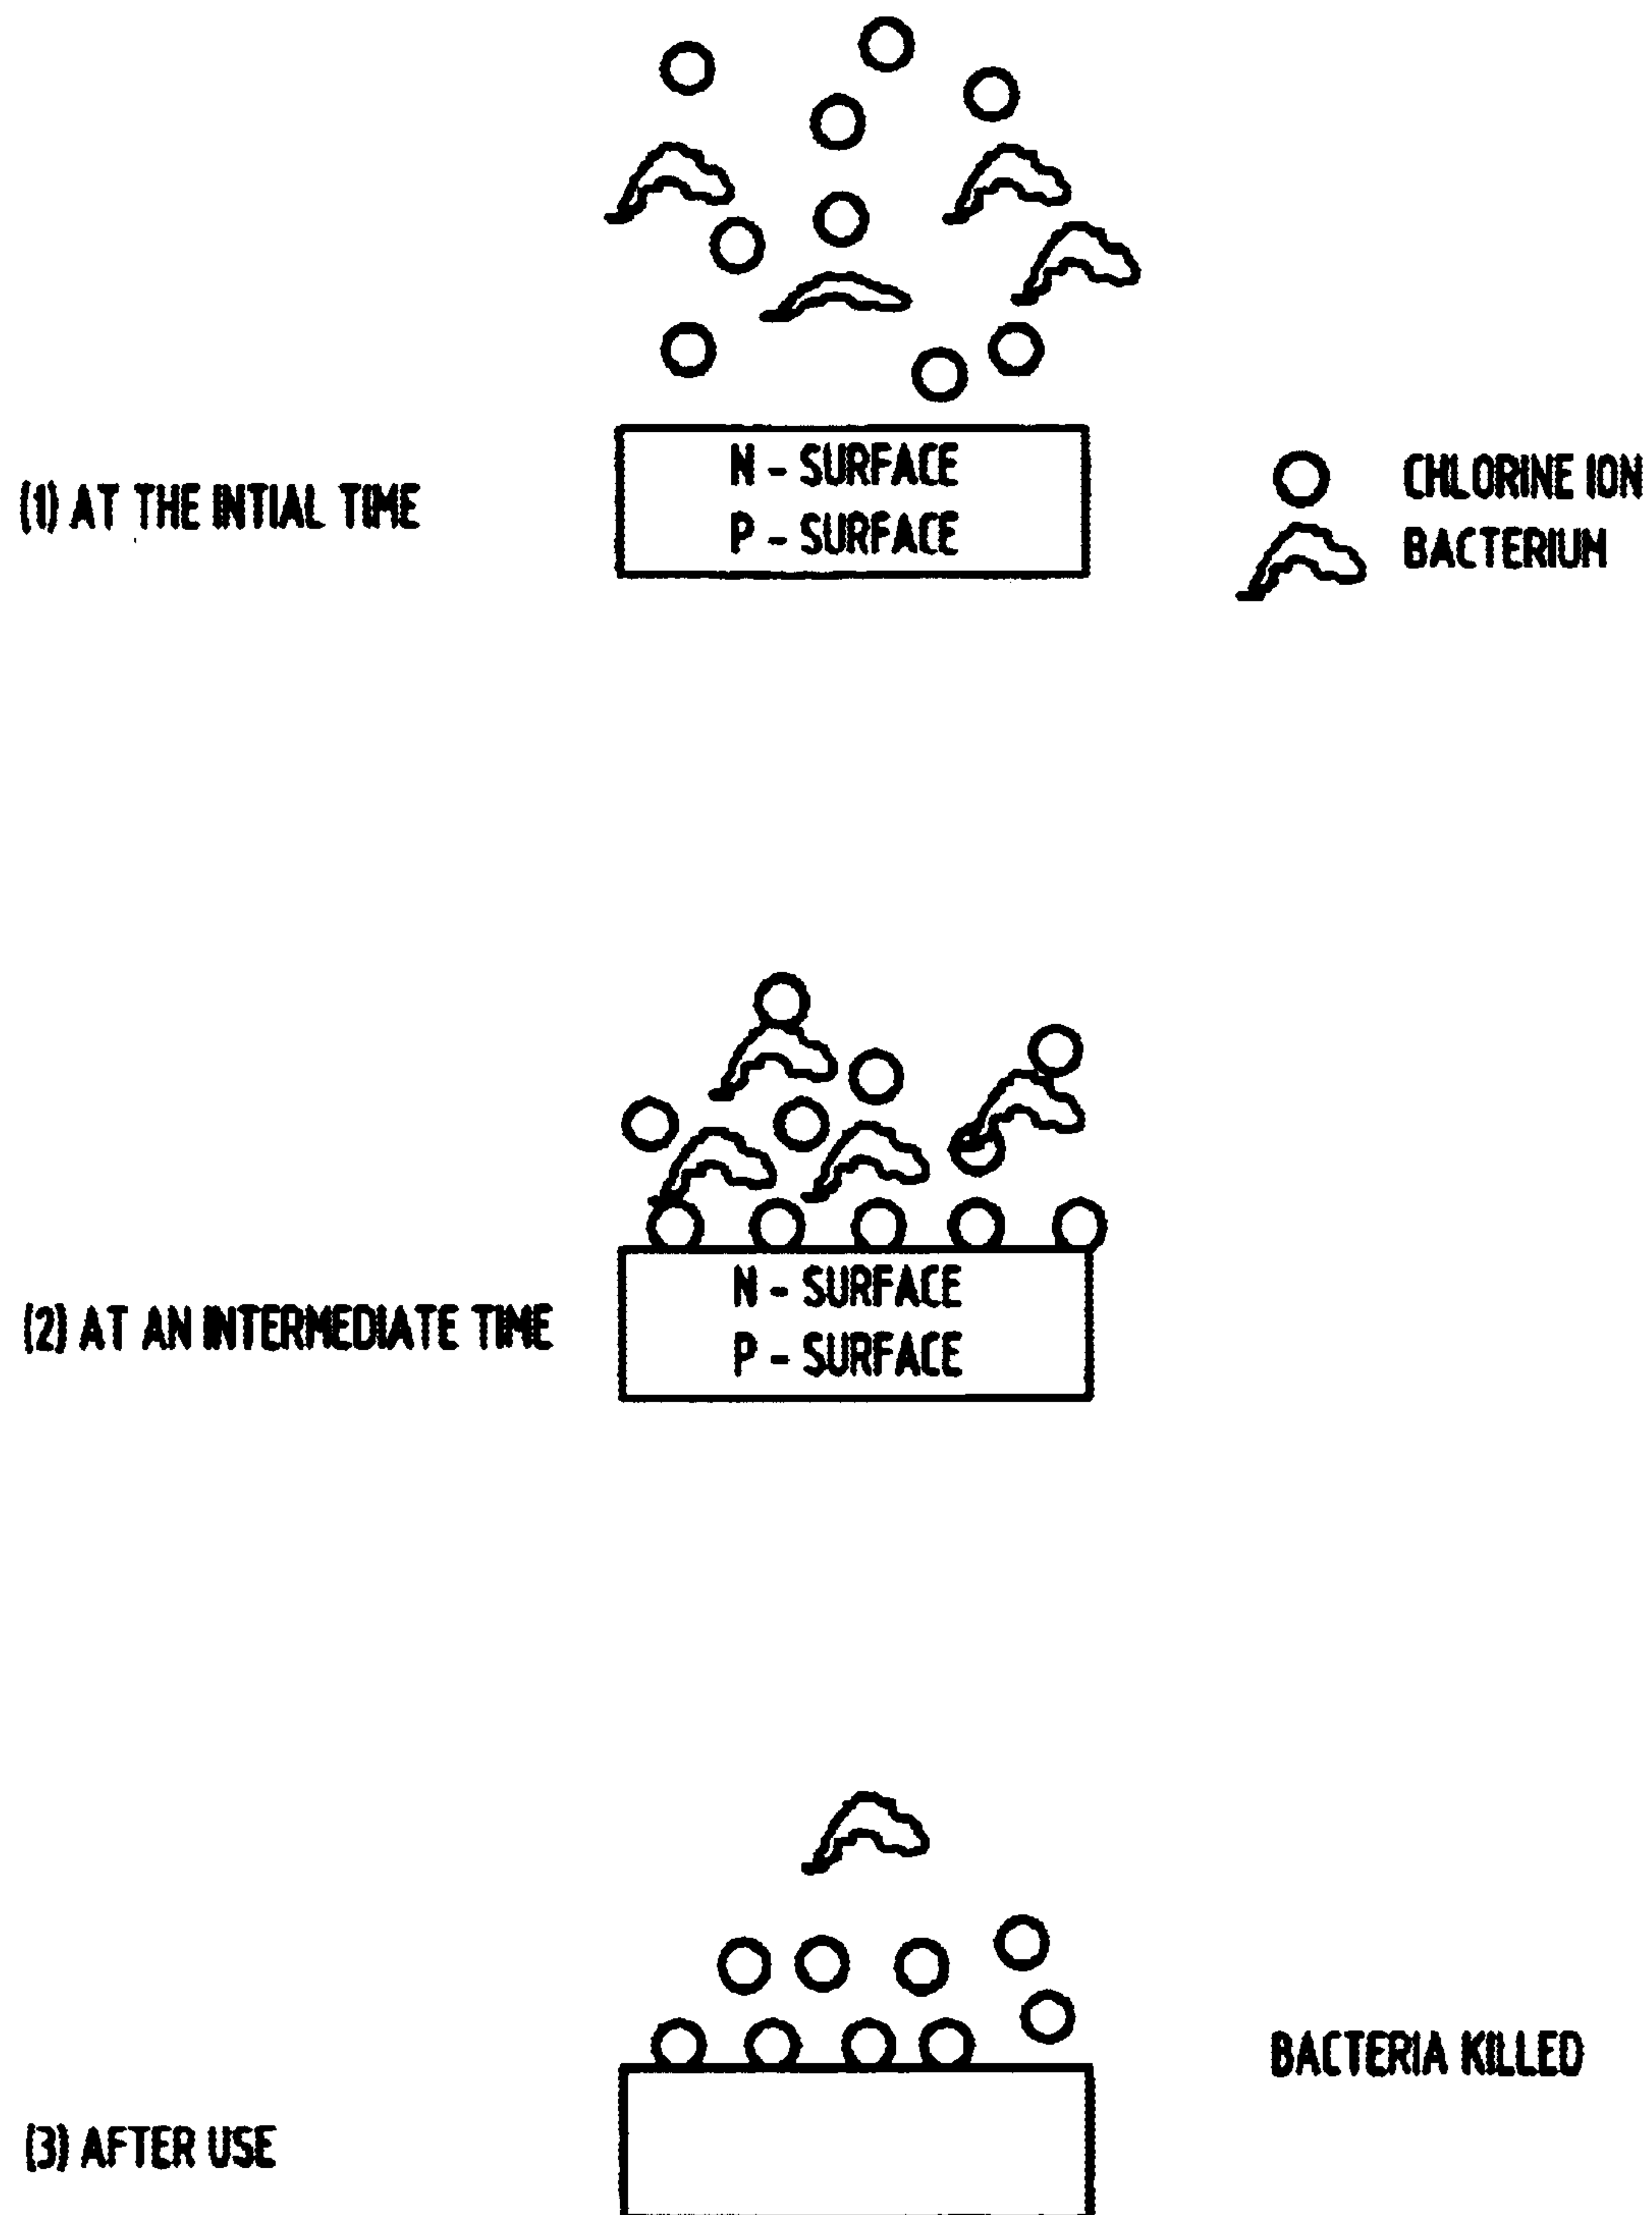 N - SURFACE
P - SURFACE
(1) AT THE INTIAL TIME
CHLORINE ION
BACTERIUM
N - SURFACE
P - SURFACE
(2) AT AN INTERMEDIATE TIME
BACTERIA KILLED
(3) AFTER USE